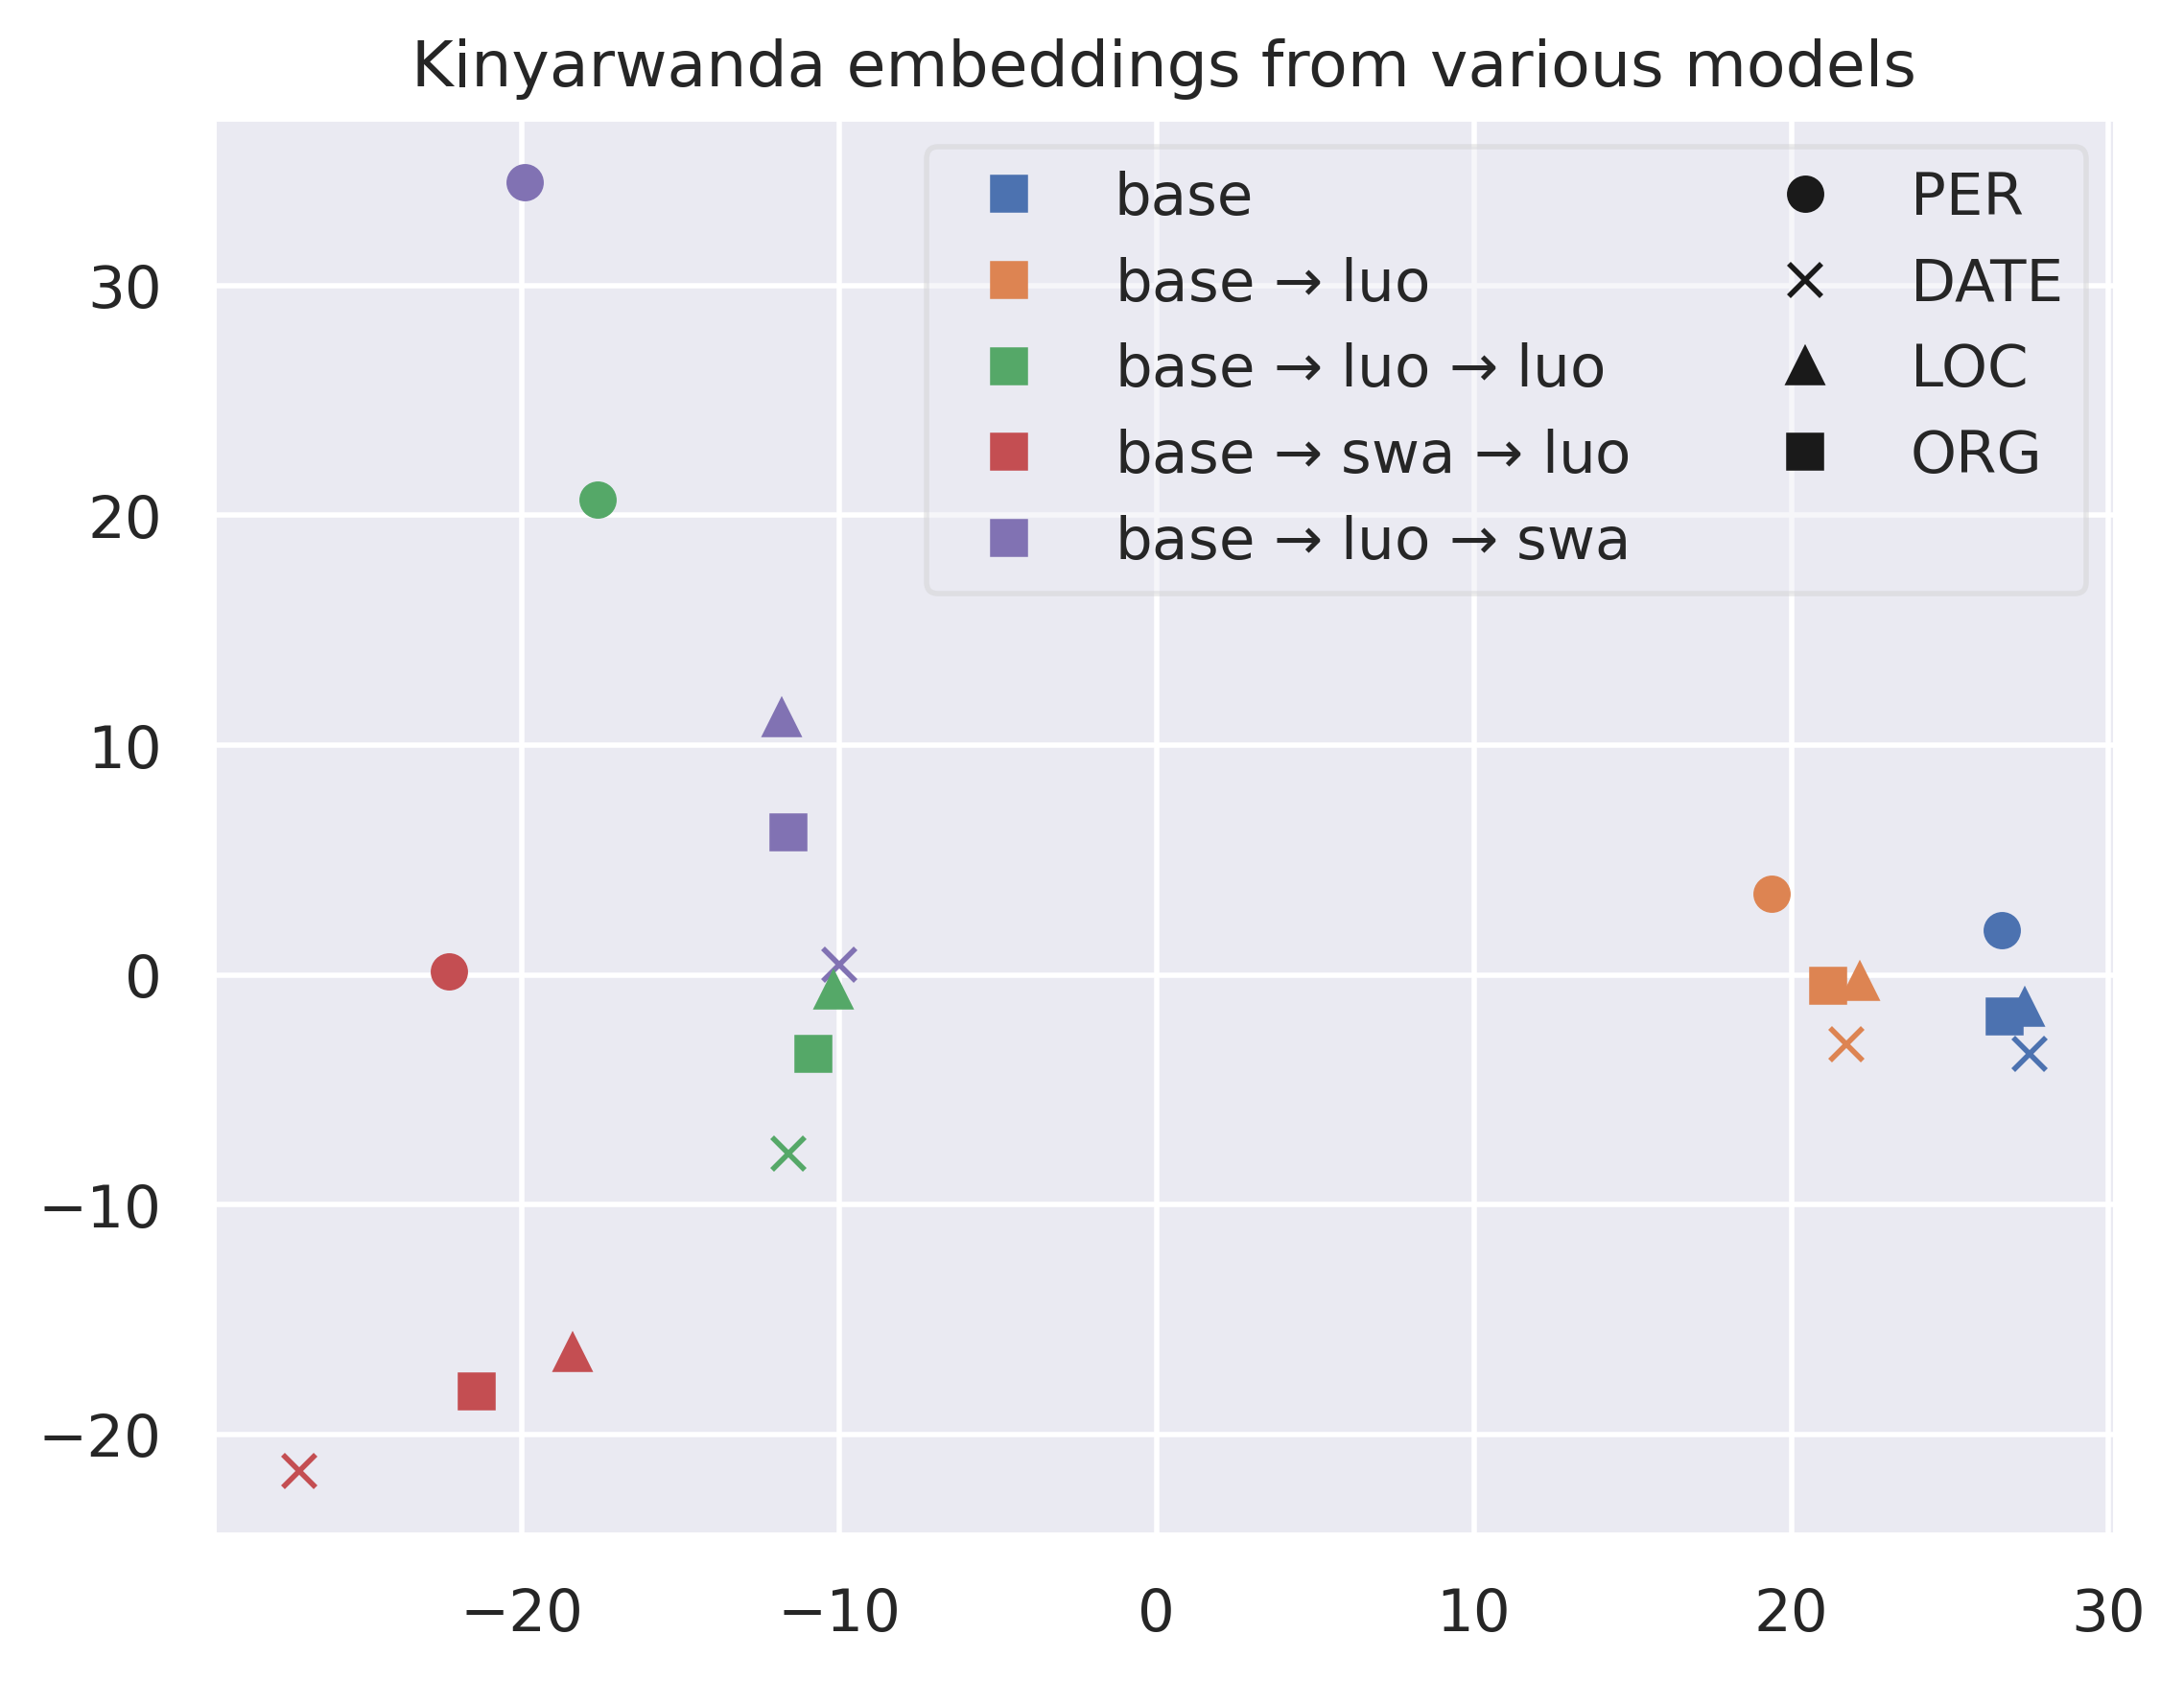 Kinyarwanda embeddings from various models
base
base → luo
base → luo → luo
base → swa → luo
base → luo → swa
PER
DATE
LOC
ORG
30
20
10
0
−10
−20
−20 −10 0 10 20 30